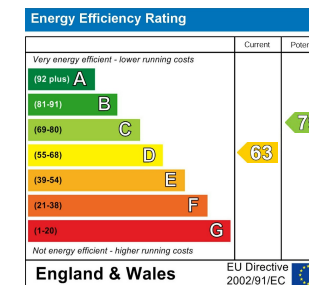 Energy Efficiency Rating
Current
Very energy efficient - lower running costs
(92 plus) A
(81-91) B
(69-80) C
(55-68) D
63
(39-54) E
(21-38) F
(1-20) G
Not energy efficient - higher running costs
England & Wales
EU Directive
2002/91/EC